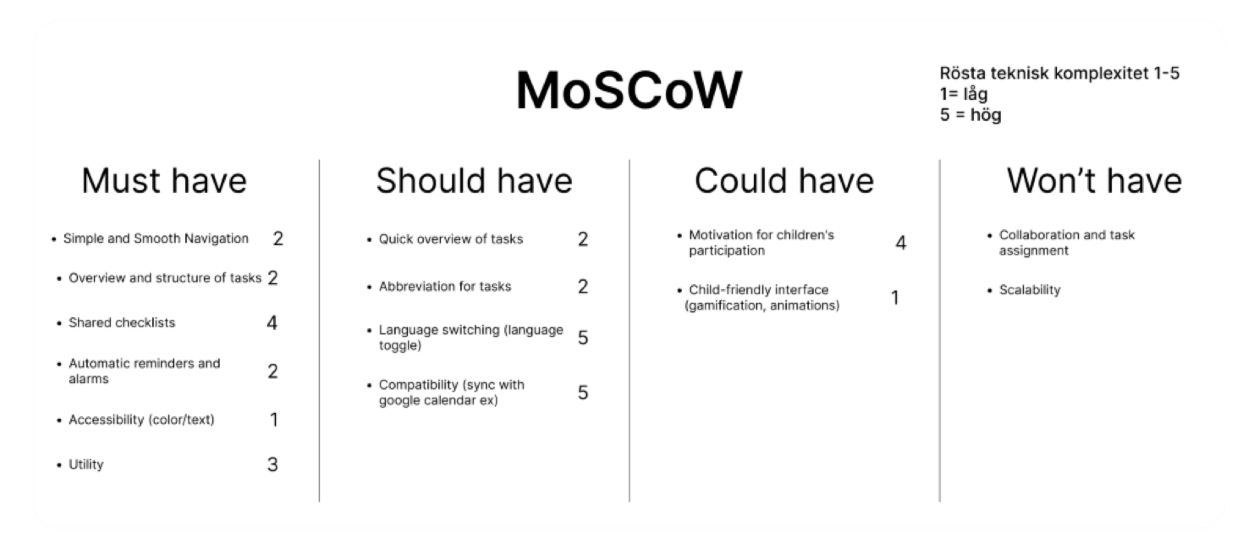 MoSCoW
Rösta teknisk komplexitet 1-5
1= låg
5 = hög
Must have
• Simple and Smooth Navigation 2
• Overview and structure of tasks 2
• Shared checklists 4
• Automatic reminders and
alarms 2
• Accessibility (color/text) 1
• Utility 3
Should have
• Quick overview of tasks 2
• Abbreviation for tasks 2
• Language switching (language
toggle) 5
• Compatibility (sync with
google calendar ex) 5
Could have
• Motivation for children's
participation 4
• Child-friendly interface
(gamification, animations) 1
Won't have
• Collaboration and task
assignment
• Scalability